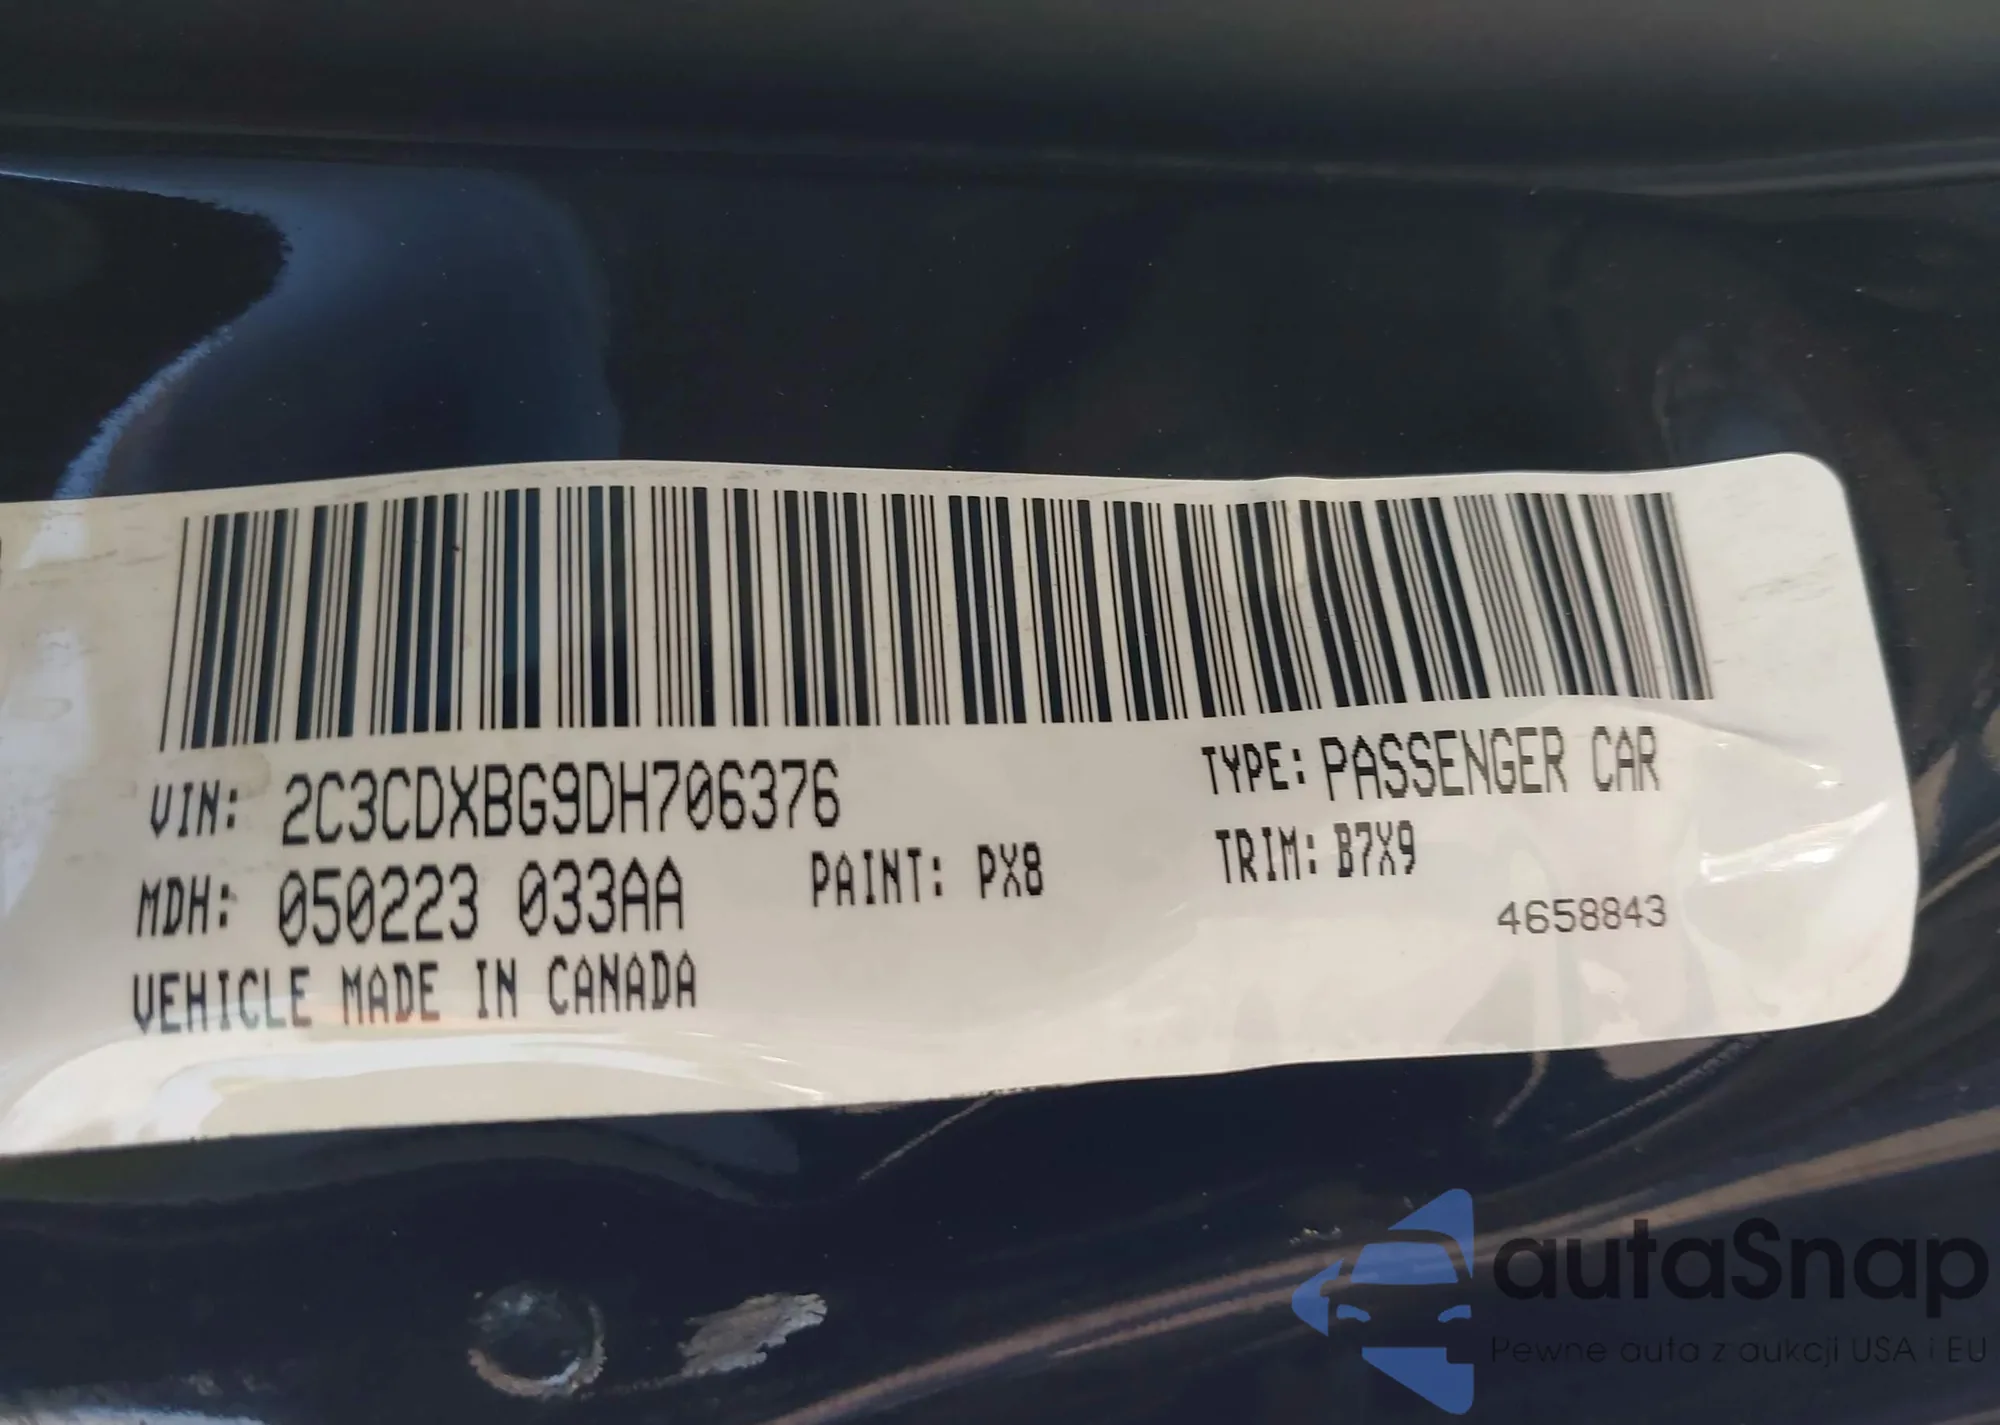 VIN: 2C3CDXBG9DH706376
TYPE: PASSENGER CAR
MDH: 050223 033AA
PAINT: PX8
TRIM: B7X9
4658843
VEHICLE MADE IN CANADA
autaSnap
Pewne auta z aukcji USA i EU